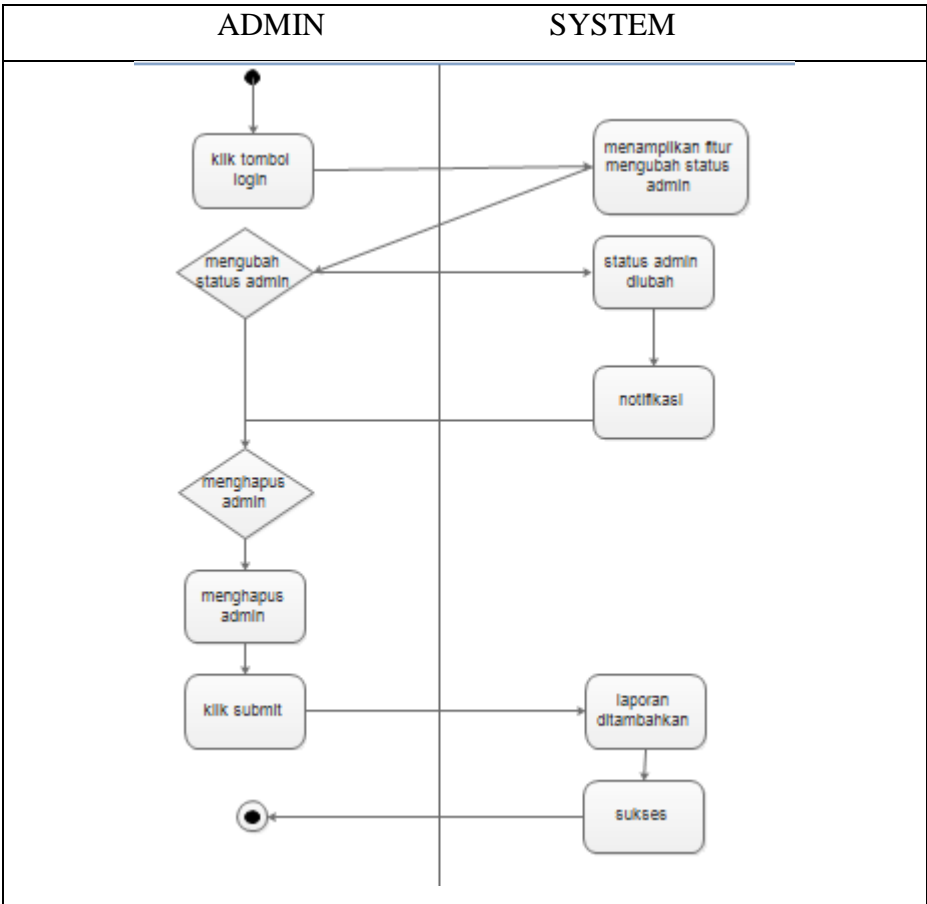 ADMIN SYSTEM
klik tombol
login
menampilkan fitur
mengubah status
admin
mengubah
status admin
status admin
diubah
notifikasi
menghapus
admin
menghapus
admin
klik submit
laporan
ditambahkan
sukses